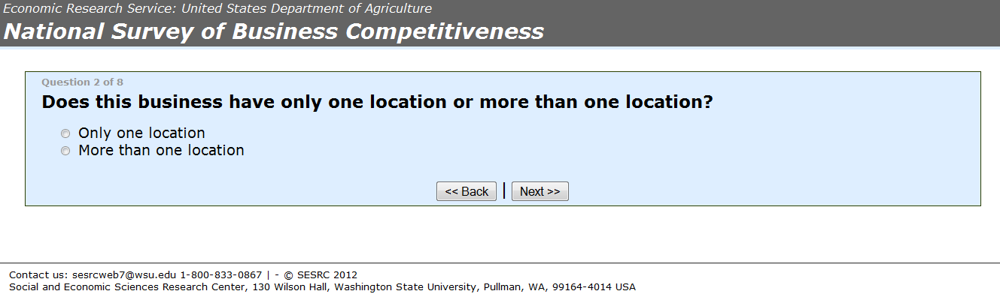 Economic Research Service: United States Department of Agriculture
National Survey of Business Competitiveness
Question 2 of 8
Does this business have only one location or more than one location?
Only one location
More than one location
<< Back | Next >>
Contact us: sesrcweb7@wsu.edu 1-800-833-0867 | - © SESRC 2012
Social and Economic Sciences Research Center, 130 Wilson Hall, Washington State University, Pullman, WA, 99164-4014 USA